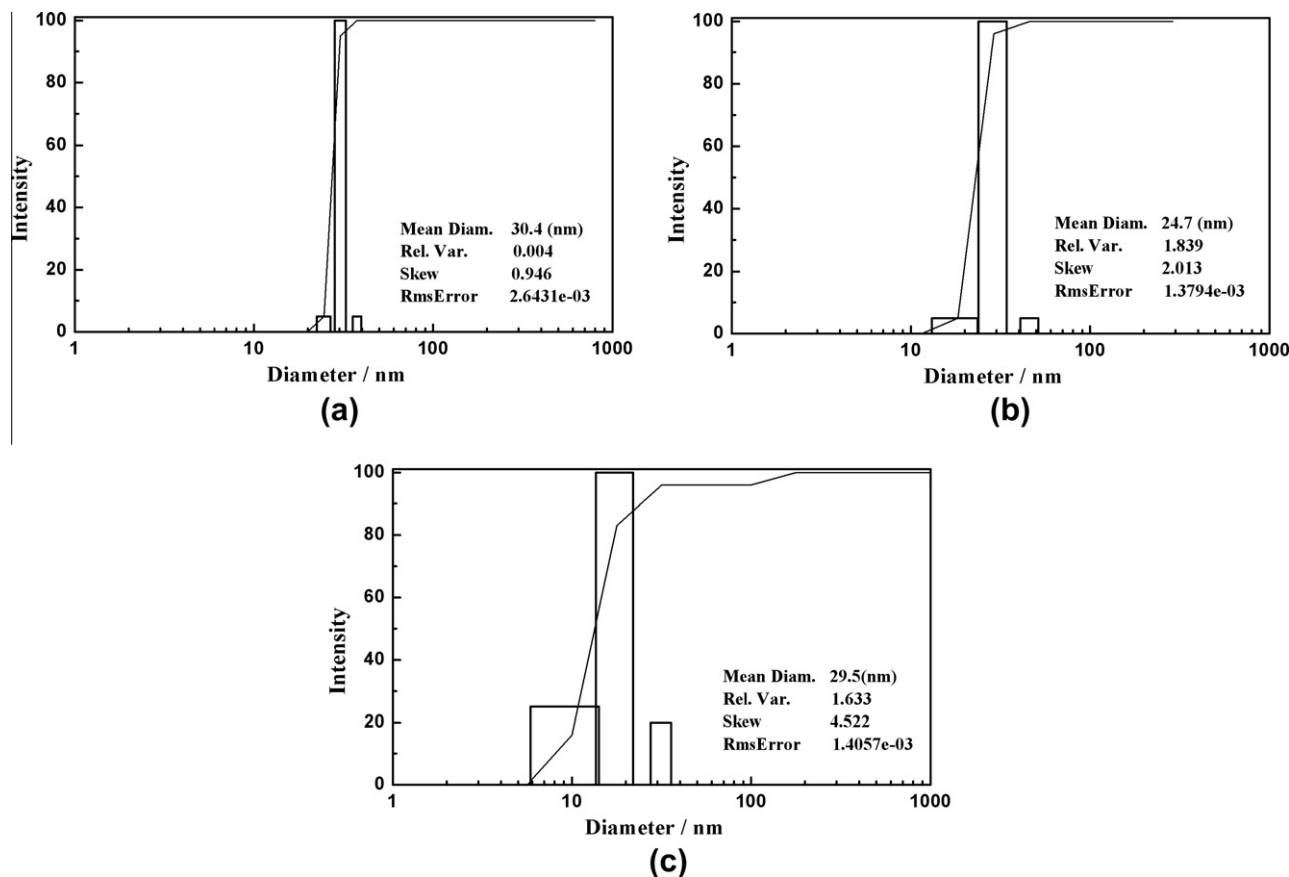 100
80
60
40
20
0
Intensity
Mean Diam. 30.4 (nm)
Rel. Var. 0.004
Skew 0.946
RmsError 2.6431e-03
1 10 100 1000
Diameter / nm
(a)
100
80
60
40
20
0
Intensity
Mean Diam. 24.7 (nm)
Rel. Var. 1.839
Skew 2.013
RmsError 1.3794e-03
1 10 100 1000
Diameter / nm
(b)
100
80
60
40
20
0
Intensity
Mean Diam. 29.5(nm)
Rel. Var. 1.633
Skew 4.522
RmsError 1.4057e-03
1 10 100 1000
Diameter / nm
(c)